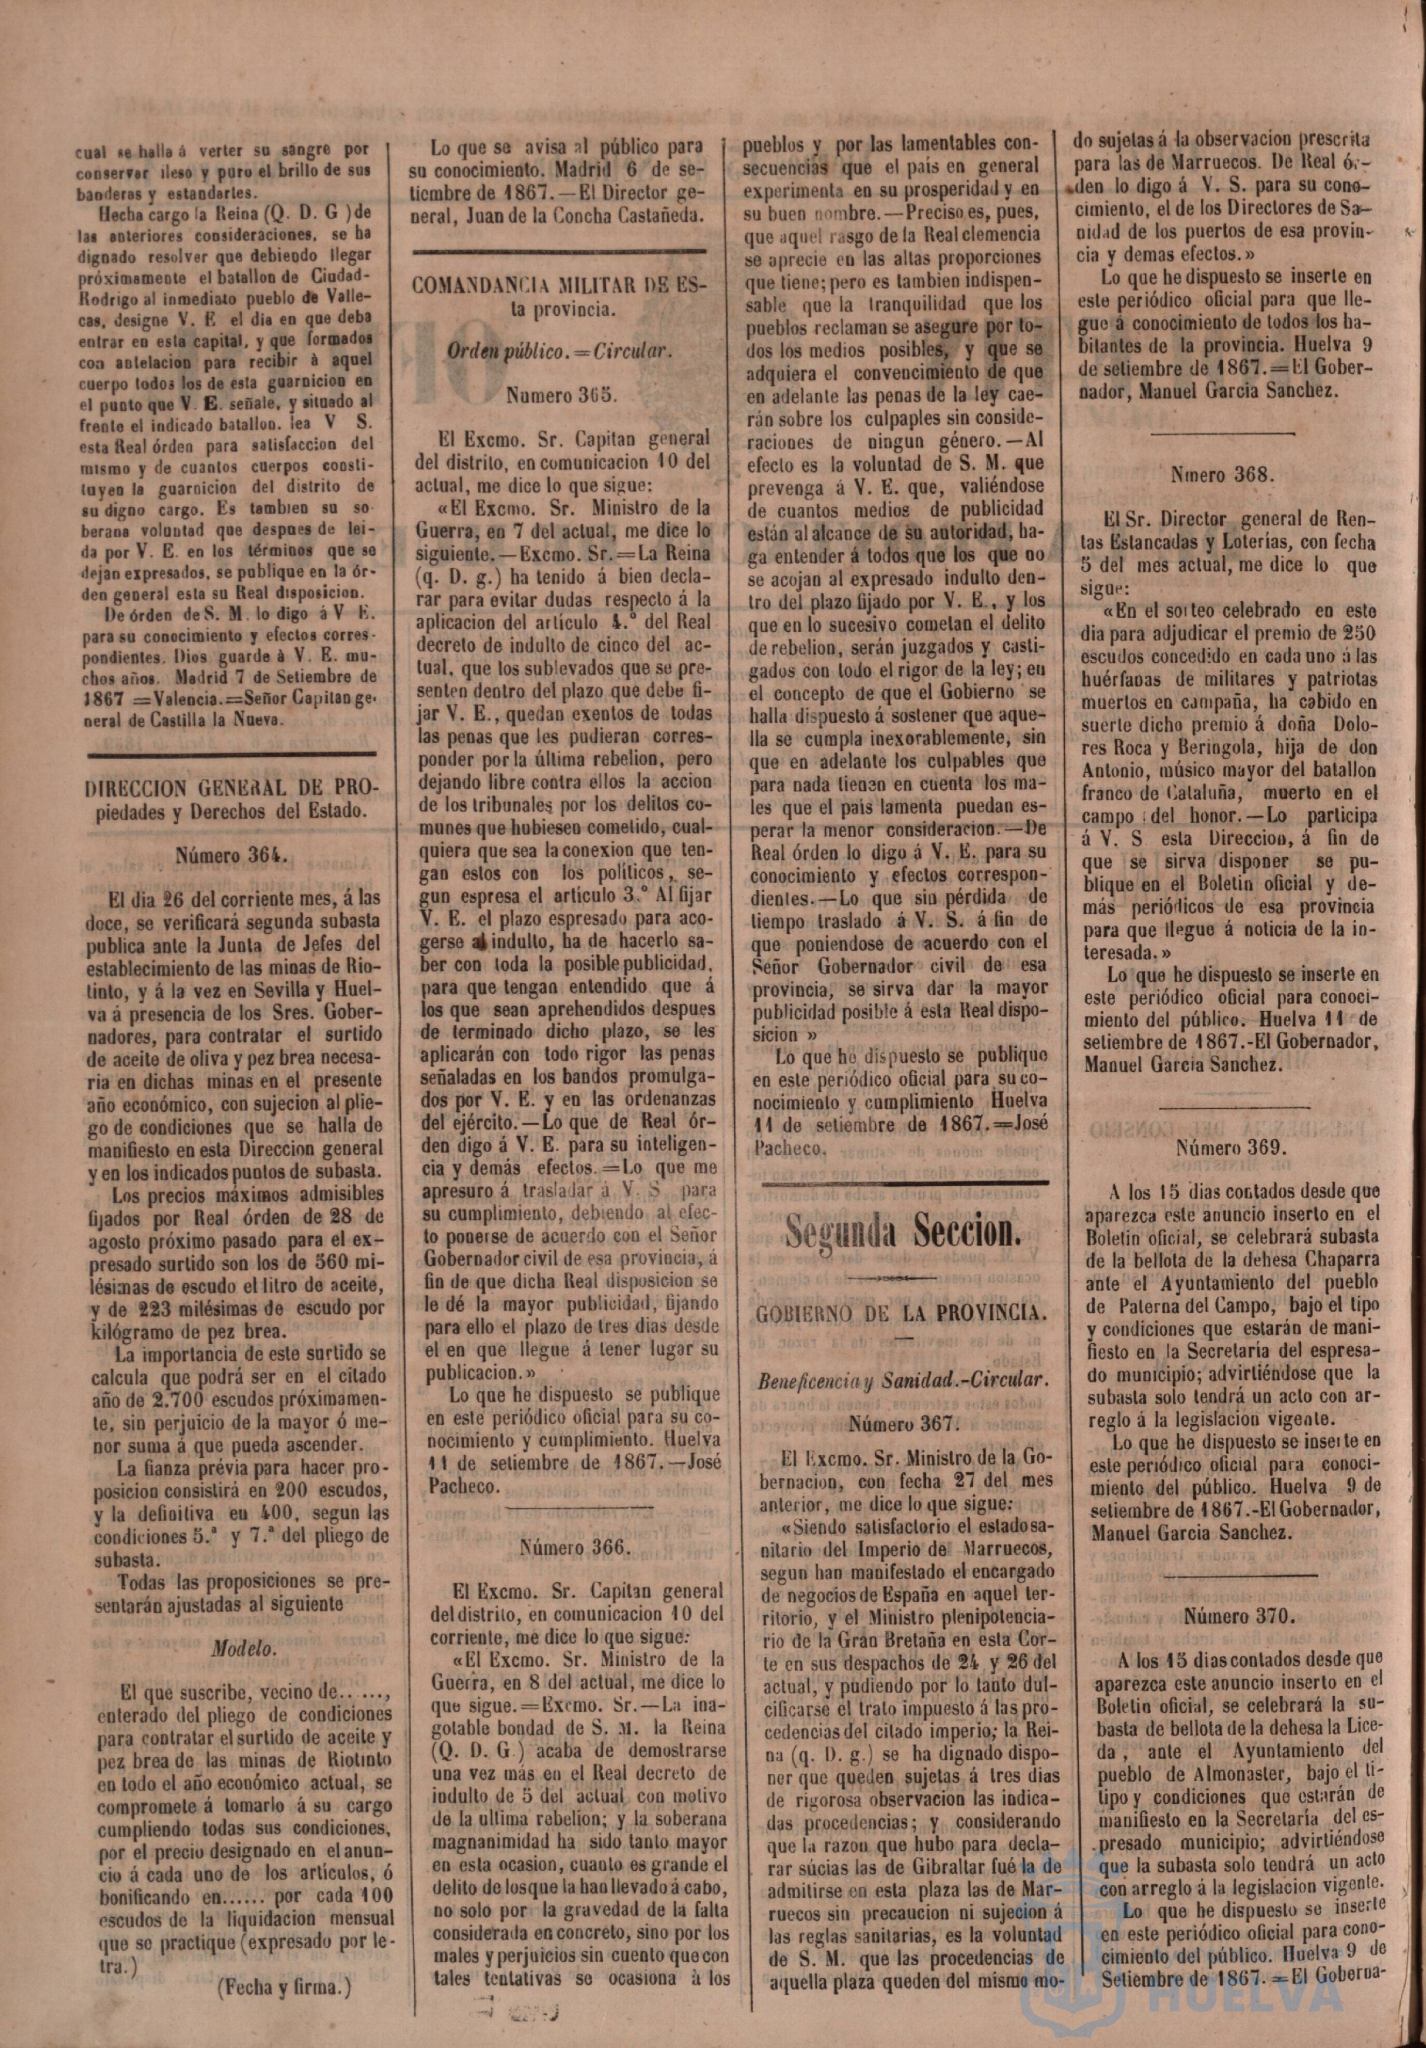 cual se halla á verter su sangre por
conservar ileso y puro el brillo de sus
banderas y estandartes.
Hecha cargo la Reina (Q. D. G )de
las anteriores consideraciones, se ha
dignado resolver que debiendo llegar
próximamente el batallon de Ciudad-
Rodrigo al inmediato pueblo de Valle-
cas, designe V. E el dia en que deba
entrar en esta capital, y que formados
con antelacion para recibir à aquel
cuerpo todos los de esta guarnicion en
el punto que V. E. señale, y situado al
frente el indicado batallon. lea V S.
esta Real órden para satisfaccion del
mismo y de cuantos cuerpos consti-
tuyen la guarnicion del distrito de
su digno cargo. Es tambien su so-
berana voluntad que despues de lei-
da por V. E. en los términos que se
dejan expresados, se publique en la ór-
den general esta su Real disposicion.
De órden de S. M. lo digo á V E.
para su conocimiento y efectos corres-
pondientes. Dios guarde à V. E. mu-
chos años. Madrid 7 de Setiembre de
1867 =Valencia.=Señor Capitan ge-
neral de Castilla la Nueva.
DIRECCION GENERAL DE PRO-
piedades y Derechos del Estado.
Número 364.
El dia 26 del corriente mes, á las
doce, se verificará segunda subasta
publica ante la Junta de Jefes del
establecimiento de las minas de Rio-
tinto, y á la vez en Sevilla y Huel-
va á presencia de los Sres. Gober-
nadores, para contratar el surtido
de aceite de oliva y pez brea necesa-
ria en dichas minas en el presente
año económico, con sujecion al plie-
go de condiciones que se halla de
manifiesto en esta Direccion general
y en los indicados puntos de subasta.
Los precios máximos admisibles
fijados por Real órden de 28 de
agosto próximo pasado para el ex-
presado surtido son los de 560 mi-
lésimas de escudo el litro de aceite,
y de 223 milésimas de escudo por
kilógramo de pez brea.
La importancia de este surtido se
calcula que podrá ser en el citado
año de 2.700 escudos próximamen-
te, sin perjuicio de la mayor ó me-
nor suma á que pueda ascender.
La fianza prévia para hacer pro-
posicion consistirá en 200 escudos,
y la definitiva en 400, segun las
condiciones 5.ª y 7.ª del pliego de
subasta.
Todas las proposiciones se pre-
sentarán ajustadas al siguiente
Modelo.
El que suscribe, vecino de.. ...,
enterado del pliego de condiciones
para contratar el surtido de aceite y
pez brea de las minas de Riotinto
en todo el año económico actual, se
compromete á tomarlo á su cargo
cumpliendo todas sus condiciones,
por el precio designado en el anun-
cio á cada uno de los artículos, ó
bonificando en...... por cada 100
escudos de la liquidacion mensual
que se practique (expresado por le-
tra.)
(Fecha y firma.)
Lo que se avisa al público para
su conocimiento. Madrid 6 de se-
tiembre de 1867.—El Director ge-
neral, Juan de la Concha Castañeda.
COMANDANCIA MILITAR DE ES-
ta provincia.
Orden público.=Circular.
Numero 365.
El Excmo. Sr. Capitan general
del distrito, en comunicacion 10 del
actual, me dice lo que sigue:
«El Excmo. Sr. Ministro de la
Guerra, en 7 del actual, me dice lo
siguiente.—Excmo. Sr.=La Reina
(q. D. g.) ha tenido á bien decla-
rar para evitar dudas respecto á la
aplicacion del artículo 4.º del Real
decreto de indulto de cinco del ac-
tual, que los sublevados que se pre-
senten dentro del plazo que debe fi-
jar V. E., quedan exentos de todas
las penas que les pudieran corres-
ponder por la última rebelion, pero
dejando libre contra ellos la accion
de los tribunales por los delitos co-
munes que hubiesen cometido, cual-
quiera que sea la conexion que ten-
gan estos con los políticos, se-
gun espresa el artículo 3.º Al fijar
V. E. el plazo espresado para aco-
gerse al indulto, ha de hacerlo sa-
ber con toda la posible publicidad,
para que tengan entendido que á
los que sean aprehendidos despues
de terminado dicho plazo, se les
aplicarán con todo rigor las penas
señaladas en los bandos promulga-
dos por V. E. y en las ordenanzas
del ejército.—Lo que de Real ór-
den digo á V. E. para su inteligen-
cia y demás efectos.=Lo que me
apresuro á trasladar á V. S para
su cumplimiento, debiendo al efec-
to ponerse de acuerdo con el Señor
Gobernador civil de esa provincia, á
fin de que dicha Real disposicion se
le dé la mayor publicidad, fijando
para ello el plazo de tres dias desde
el en que llegue á tener lugar su
publicacion.»
Lo que he dispuesto se publique
en este periódico oficial para su co-
nocimiento y cumplimiento. Huelva
11 de setiembre de 1867.—José
Pacheco.
Número 366.
El Excmo. Sr. Capitan general
del distrito, en comunicacion 10 del
corriente, me dice lo que sigue:
«El Excmo. Sr. Ministro de la
Guerra, en 8 del actual, me dice lo
que sigue.=Excmo. Sr.—La ina-
gotable bondad de S. M. la Reina
(Q. D. G.) acaba de demostrarse
una vez más en el Real decreto de
indulto de 5 del actual con motivo
de la ultima rebelion; y la soberana
magnanimidad ha sido tanto mayor
en esta ocasion, cuanto es grande el
delito de los que la han llevado á cabo,
no solo por la gravedad de la falta
considerada en concreto, sino por los
males y perjuicios sin cuento que con
tales tentativas se ocasiona á los
pueblos y por las lamentables con-
secuencias que el país en general
experimenta en su prosperidad y en
su buen nombre.—Preciso es, pues,
que aquel rasgo de la Real clemencia
se aprecie en las altas proporciones
que tiene; pero es tambien indispen-
sable que la tranquilidad que los
pueblos reclaman se asegure por to-
dos los medios posibles, y que se
adquiera el convencimiento de que
en adelante las penas de la ley cae-
rán sobre los culpaples sin conside-
raciones de ningun género.—Al
efecto es la voluntad de S. M. que
prevenga á V. E. que, valiéndose
de cuantos medios de publicidad
están al alcance de su autoridad, ha-
ga entender á todos que los que no
se acojan al expresado indulto den-
tro del plazo fijado por V. E., y los
que en lo sucesivo cometan el delito
de rebelion, serán juzgados y casti-
gados con todo el rigor de la ley; en
el concepto de que el Gobierno se
halla dispuesto á sostener que aque-
lla se cumpla inexorablemente, sin
que en adelante los culpables que
para nada tienen en cuenta los ma-
les que el país lamenta puedan es-
perar la menor consideracion.—De
Real órden lo digo á V. E. para su
conocimiento y efectos correspon-
dientes.—Lo que sin pérdida de
tiempo traslado á V. S. á fin de
que poniendose de acuerdo con el
Señor Gobernador civil de esa
provincia, se sirva dar la mayor
publicidad posible á esta Real dispo-
sicion »
Lo que he dispuesto se publique
en este periódico oficial para su co-
nocimiento y cumplimiento Huelva
11 de setiembre de 1867.=José
Pacheco.
Segunda Seccion.
GOBIERNO DE LA PROVINCIA.
Beneficencia y Sanidad.-Circular.
Número 367.
El Excmo. Sr. Ministro de la Go-
bernacion, con fecha 27 del mes
anterior, me dice lo que sigue:
«Siendo satisfactorio el estado sa-
nitario del Imperio de Marruecos,
segun han manifestado el encargado
de negocios de España en aquel ter-
ritorio, y el Ministro plenipotencia-
rio de la Gran Bretaña en esta Cor-
te en sus despachos de 24 y 26 del
actual, y pudiendo por lo tanto dul-
cificarse el trato impuesto á las pro-
cedencias del citado imperio; la Rei-
na (q. D. g.) se ha dignado dispo-
ner que queden sujetas á tres dias
de rigorosa observacion las indica-
das procedencias; y considerando
que la razon que hubo para decla-
rar súcias las de Gibraltar fué la de
admitirse en esta plaza las de Mar-
ruecos sin precaucion ni sujecion á
las reglas sanitarias, es la voluntad
de S. M. que las procedencias de
aquella plaza queden del mismo mo-
do sujetas á la observacion prescrita
para las de Marruecos. De Real ór-
den lo digo á V. S. para su cono-
cimiento, el de los Directores de Sa-
nidad de los puertos de esa provin-
cia y demas efectos.»
Lo que he dispuesto se inserte en
este periódico oficial para que lle-
gue á conocimiento de todos los ha-
bitantes de la provincia. Huelva 9
de setiembre de 1867.=El Gober-
nador, Manuel Garcia Sanchez.
Nmero 368.
El Sr. Director general de Ren-
tas Estancadas y Loterías, con fecha
5 del mes actual, me dice lo que
sigue:
«En el sorteo celebrado en este
dia para adjudicar el premio de 250
escudos concedido en cada uno á las
huérfanas de militares y patriotas
muertos en campaña, ha cabido en
suerte dicho premio á doña Dolo-
res Roca y Beringola, hija de don
Antonio, músico mayor del batallon
franco de Cataluña, muerto en el
campo del honor.—Lo participa
á V. S esta Direccion, á fin de
que se sirva disponer se pu-
blique en el Boletin oficial y de-
más periódicos de esa provincia
para que llegue á noticia de la in-
teresada.»
Lo que he dispuesto se inserte en
este periódico oficial para conoci-
miento del público. Huelva 11 de
setiembre de 1867.-El Gobernador,
Manuel Garcia Sanchez.
Número 369.
A los 15 dias contados desde que
aparezca este anuncio inserto en el
Boletin oficial, se celebrará subasta
de la bellota de la dehesa Chaparra
ante el Ayuntamiento del pueblo
de Paterna del Campo, bajo el tipo
y condiciones que estarán de mani-
fiesto en la Secretaria del espresa-
do municipio; advirtiéndose que la
subasta solo tendrá un acto con ar-
reglo á la legislacion vigente.
Lo que he dispuesto se inserte en
este periódico oficial para conoci-
miento del público. Huelva 9 de
setiembre de 1867.-El Gobernador,
Manuel Garcia Sanchez.
Número 370.
A los 15 dias contados desde que
aparezca este anuncio inserto en el
Boletin oficial, se celebrará la su-
basta de bellota de la dehesa la Lice-
da , ante el Ayuntamiento del
pueblo de Almonaster, bajo el ti-
tipo y condiciones que estarán de
manifiesto en la Secretaría del es-
presado municipio; advirtiéndose
que la subasta solo tendrá un acto
con arreglo á la legislacion vigente.
Lo que he dispuesto se inserte
en este periódico oficial para cono-
cimiento del público. Huelva 9 de
Setiembre de 1867.=El Goberna-
HUELVA